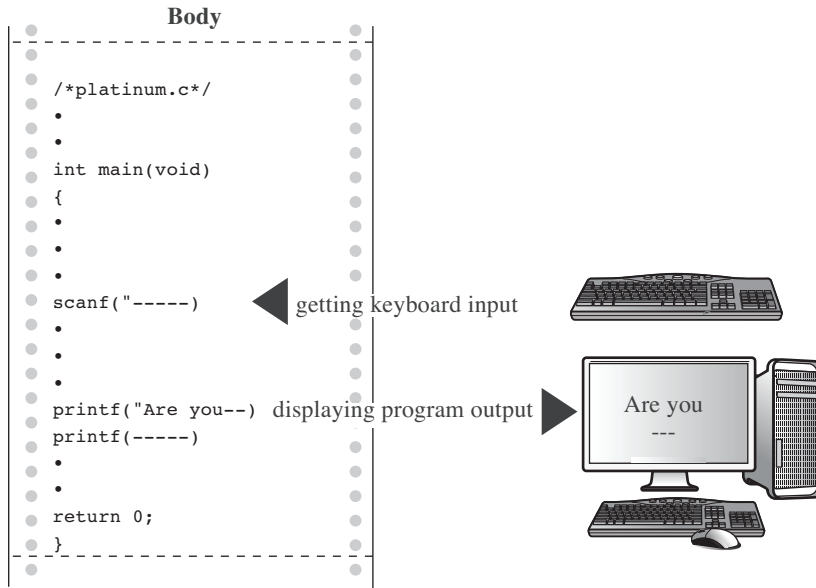 Body
/*platinum.c*/
•
•
int main(void)
{
•
•
•
scanf("-----)
getting keyboard input
•
•
•
printf("Are you--)
displaying program output
Are you
---
printf(-----)
•
•
return 0;
}